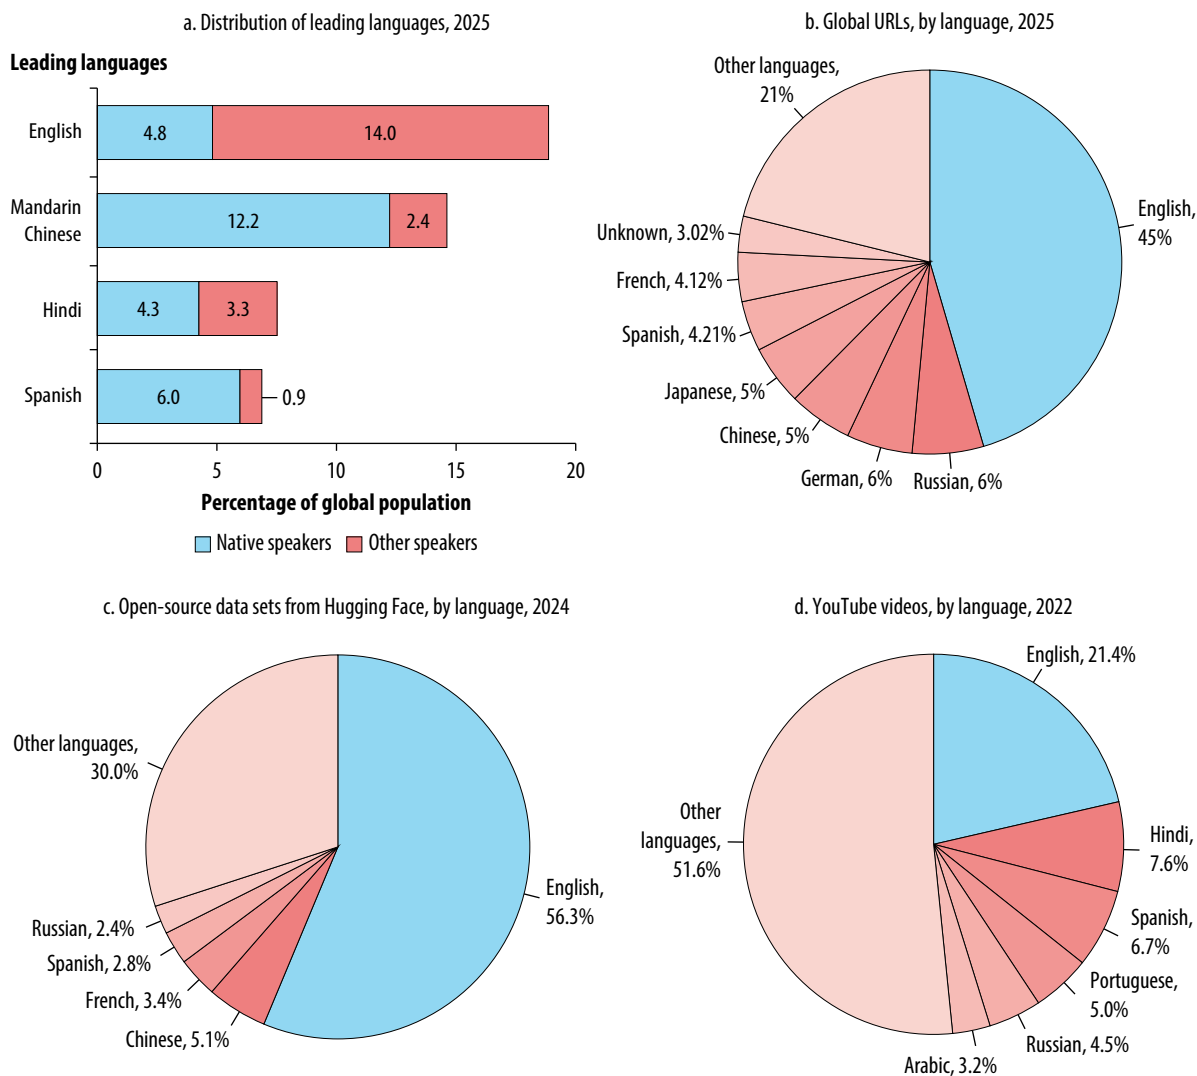 a. Distribution of leading languages, 2025
Leading languages
English
4.8
14.0
Mandarin
Chinese
12.2
2.4
Hindi
4.3
3.3
Spanish
6.0
0.9
0
5
10
15
20
Percentage of global population
Native speakers
Other speakers
b. Global URLs, by language, 2025
Other languages,
21%
English,
45%
Unknown, 3.02%
French, 4.12%
Spanish, 4.21%
Japanese, 5%
Chinese, 5%
German, 6%
Russian, 6%
c. Open-source data sets from Hugging Face, by language, 2024
Other languages,
30.0%
English,
56.3%
Russian, 2.4%
Spanish, 2.8%
French, 3.4%
Chinese, 5.1%
d. YouTube videos, by language, 2022
English, 21.4%
Other
languages,
51.6%
Hindi,
7.6%
Spanish,
6.7%
Portuguese,
5.0%
Russian, 4.5%
Arabic, 3.2%